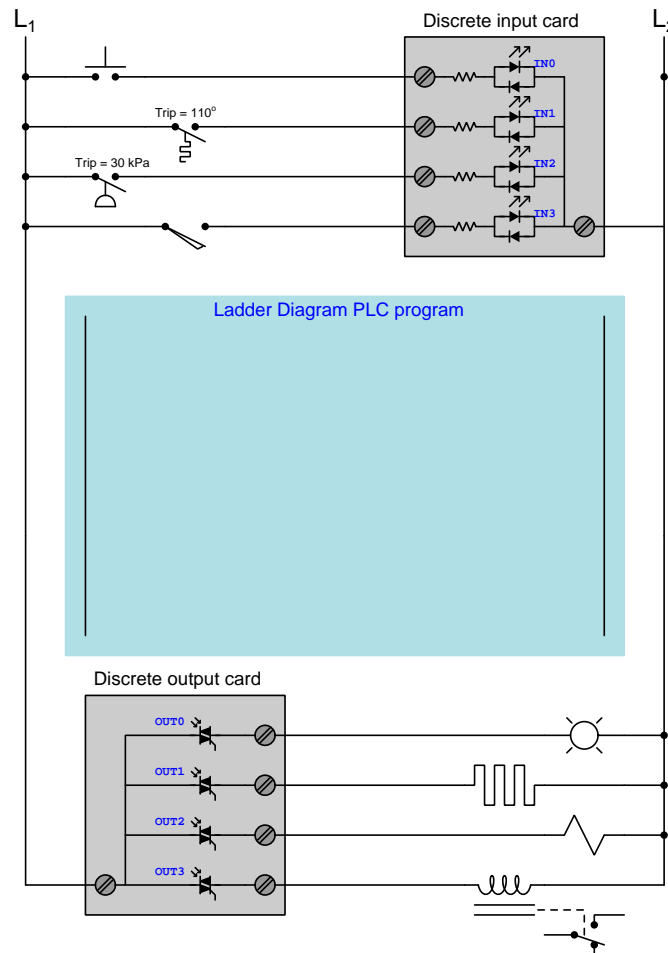 L1
Discrete input card
L2
IN0
Trip = 110o
IN1
Trip = 30 kPa
IN2
IN3
Ladder Diagram PLC program
Discrete output card
OUT0
OUT1
OUT2
OUT3